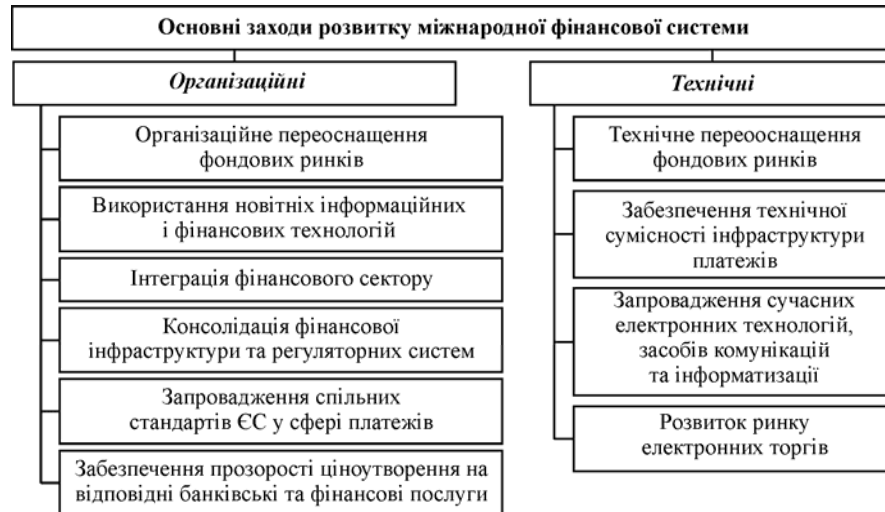 Основні заходи розвитку міжнародної фінансової системи
Організаційні
Організаційне переоснащення
фондових ринків
Використання новітніх інформаційних
і фінансових технологій
Інтеграція фінансового сектору
Консолідація фінансової
інфраструктури та регуляторних систем
Запровадження спільних
стандартів ЄС у сфері платежів
Забезпечення прозорості ціноутворення на
відповідні банківські та фінансові послуги
Технічні
Технічне переооснащення
фондових ринків
Забезпечення технічної
сумісності інфраструктури
платежів
Запровадження сучасних
електронних технологій,
засобів комунікацій
та інформатизації
Розвиток ринку
електронних торгів